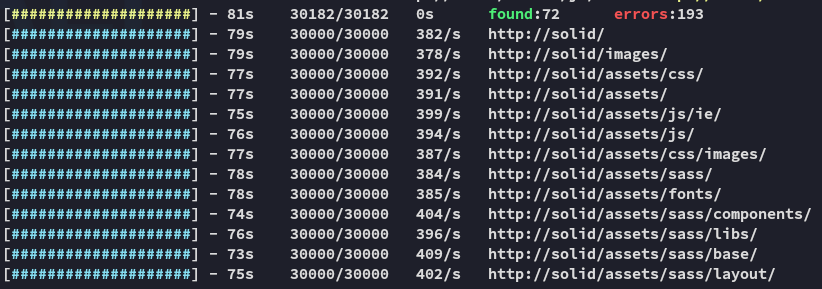 [####################] - 81s    30182/30182   0s      found:72      errors:193
[####################] - 79s    30000/30000   382/s   http://solid/
[####################] - 79s    30000/30000   378/s   http://solid/images/
[####################] - 77s    30000/30000   392/s   http://solid/assets/css/
[####################] - 77s    30000/30000   391/s   http://solid/assets/
[####################] - 75s    30000/30000   399/s   http://solid/assets/js/ie/
[####################] - 76s    30000/30000   394/s   http://solid/assets/js/
[####################] - 77s    30000/30000   387/s   http://solid/assets/css/images/
[####################] - 78s    30000/30000   384/s   http://solid/assets/sass/
[####################] - 78s    30000/30000   385/s   http://solid/assets/fonts/
[####################] - 74s    30000/30000   404/s   http://solid/assets/sass/components/
[####################] - 76s    30000/30000   396/s   http://solid/assets/sass/libs/
[####################] - 73s    30000/30000   409/s   http://solid/assets/sass/base/
[####################] - 75s    30000/30000   402/s   http://solid/assets/sass/layout/